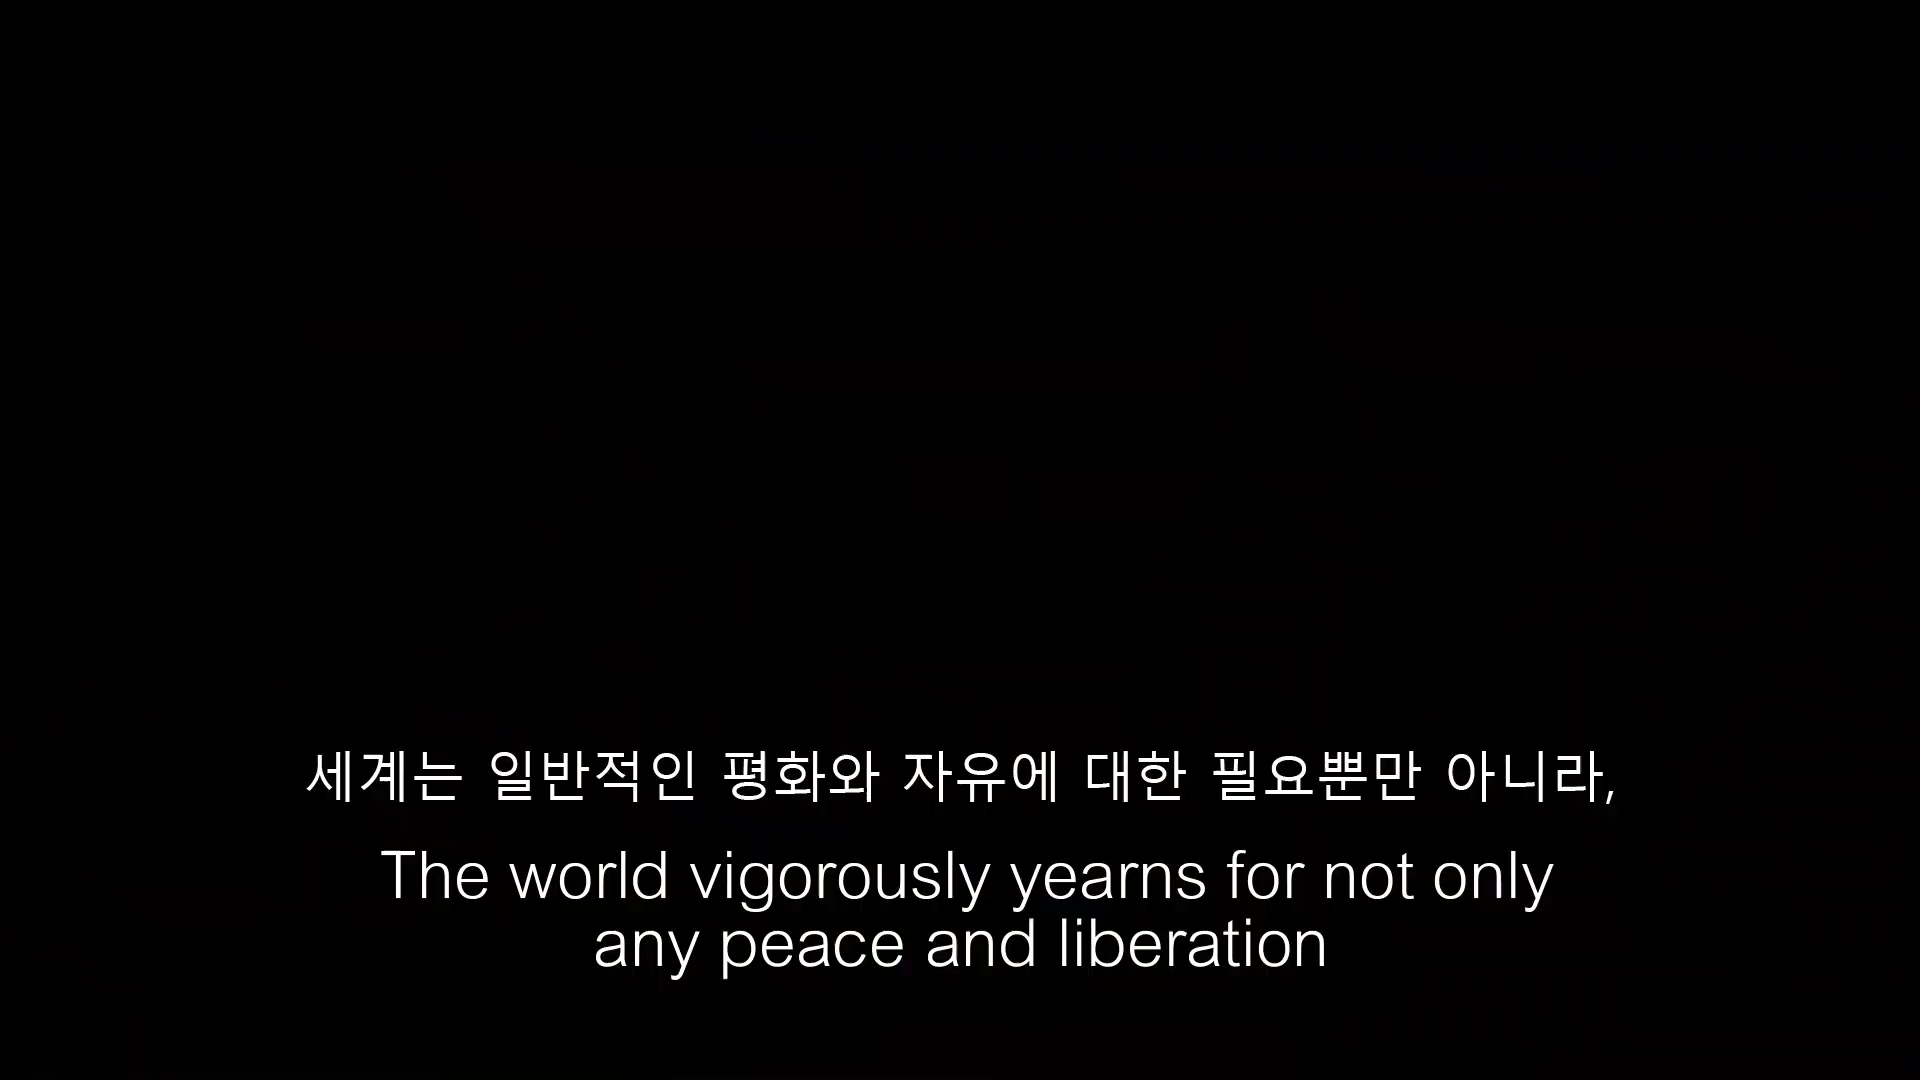 세계는 일반적인 평화와 자유에 대한 필요뿐만 아니라,
The world vigorously yearns for not only
any peace and liberation